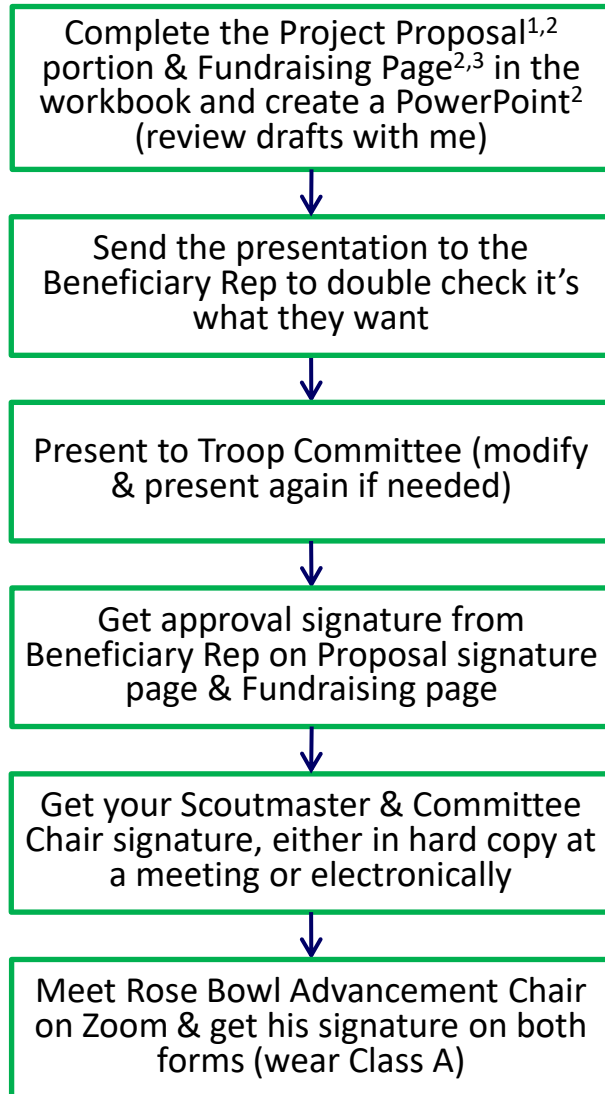 Complete the Project Proposal1,2
portion & Fundraising Page2,3 in the
workbook and create a PowerPoint2
(review drafts with me)
Send the presentation to the
Beneficiary Rep to double check it’s
what they want
Present to Troop Committee (modify
& present again if needed)
Get approval signature from
Beneficiary Rep on Proposal signature
page & Fundraising page
Get your Scoutmaster & Committee
Chair signature, either in hard copy at
a meeting or electronically
Meet Rose Bowl Advancement Chair
on Zoom & get his signature on both
forms (wear Class A)